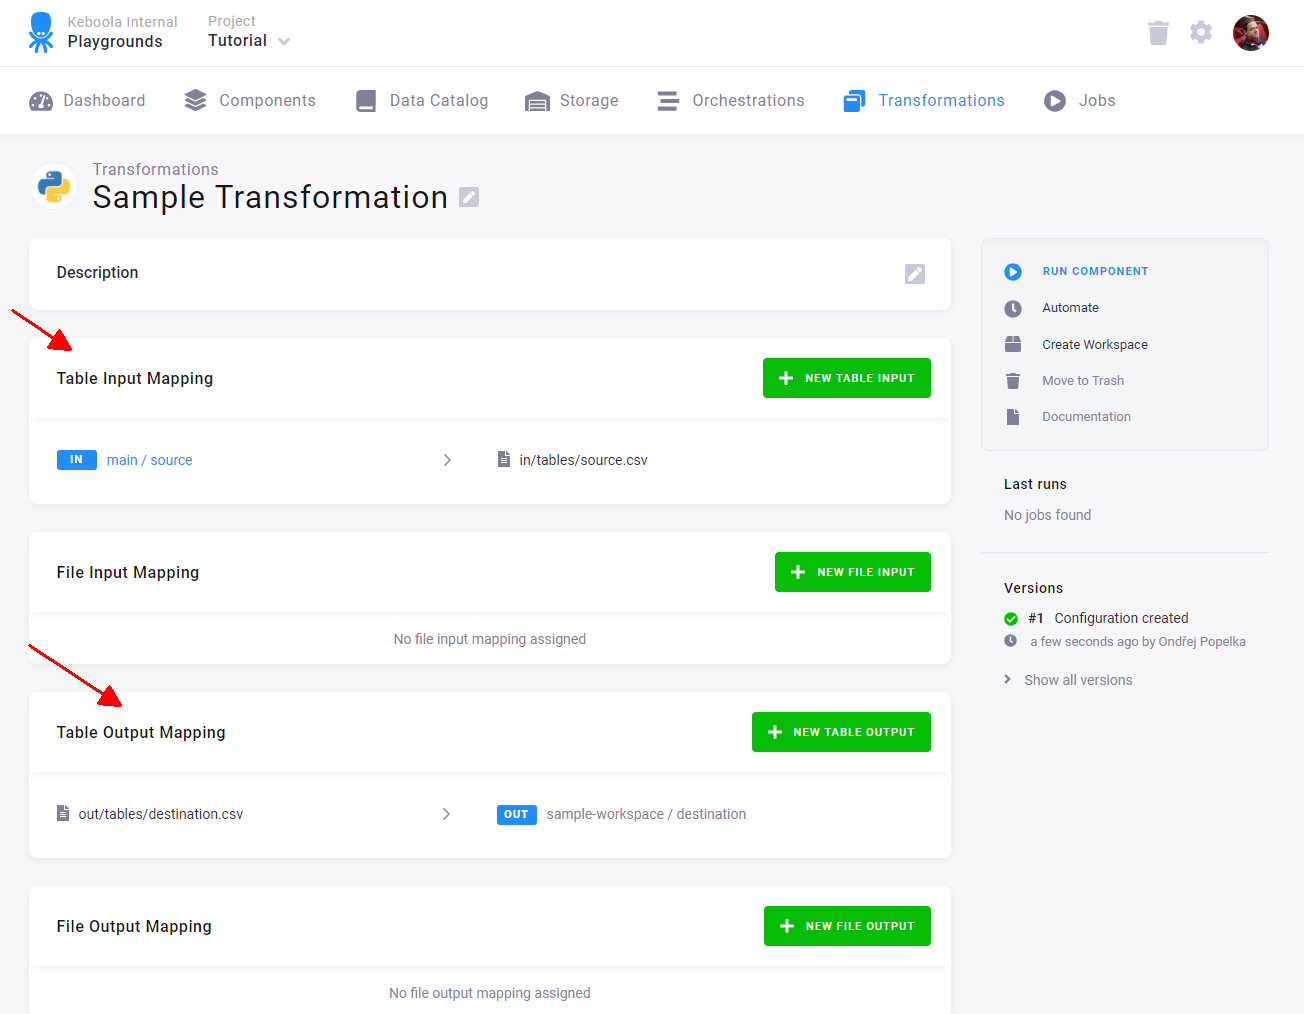 Keboola Internal
Playgrounds
Project
Tutorial
Dashboard
Components
Data Catalog
Storage
Orchestrations
Transformations
Jobs
Transformations
Sample Transformation
Description
Table Input Mapping
NEW TABLE INPUT
IN main / source
in/tables/source.csv
File Input Mapping
NEW FILE INPUT
No file input mapping assigned
Table Output Mapping
NEW TABLE OUTPUT
out/tables/destination.csv
OUT sample-workspace / destination
File Output Mapping
NEW FILE OUTPUT
No file output mapping assigned
RUN COMPONENT
Automate
Create Workspace
Move to Trash
Documentation
Last runs
No jobs found
Versions
#1 Configuration created
a few seconds ago by Ondřej Popelka
Show all versions